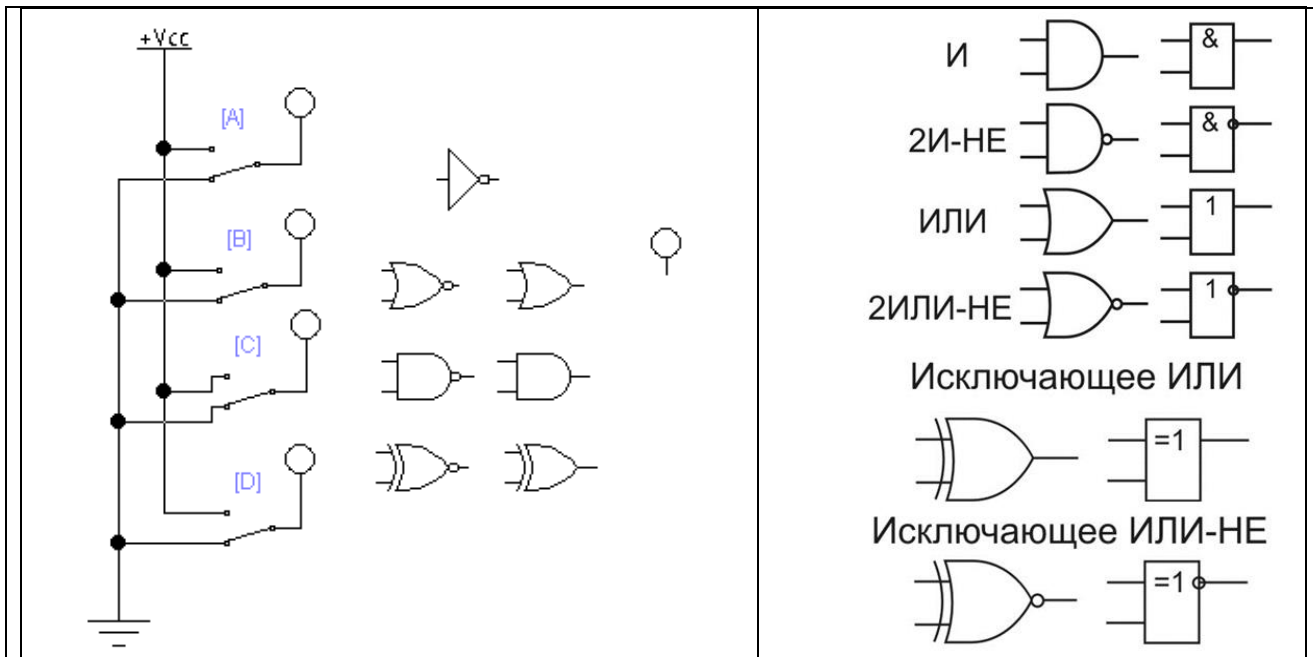 +Vcc
[A]
[B]
[C]
[D]
И
&
2И-НЕ
&
ИЛИ
1
2ИЛИ-НЕ
1
Исключающее ИЛИ
=1
Исключающее ИЛИ-НЕ
=1